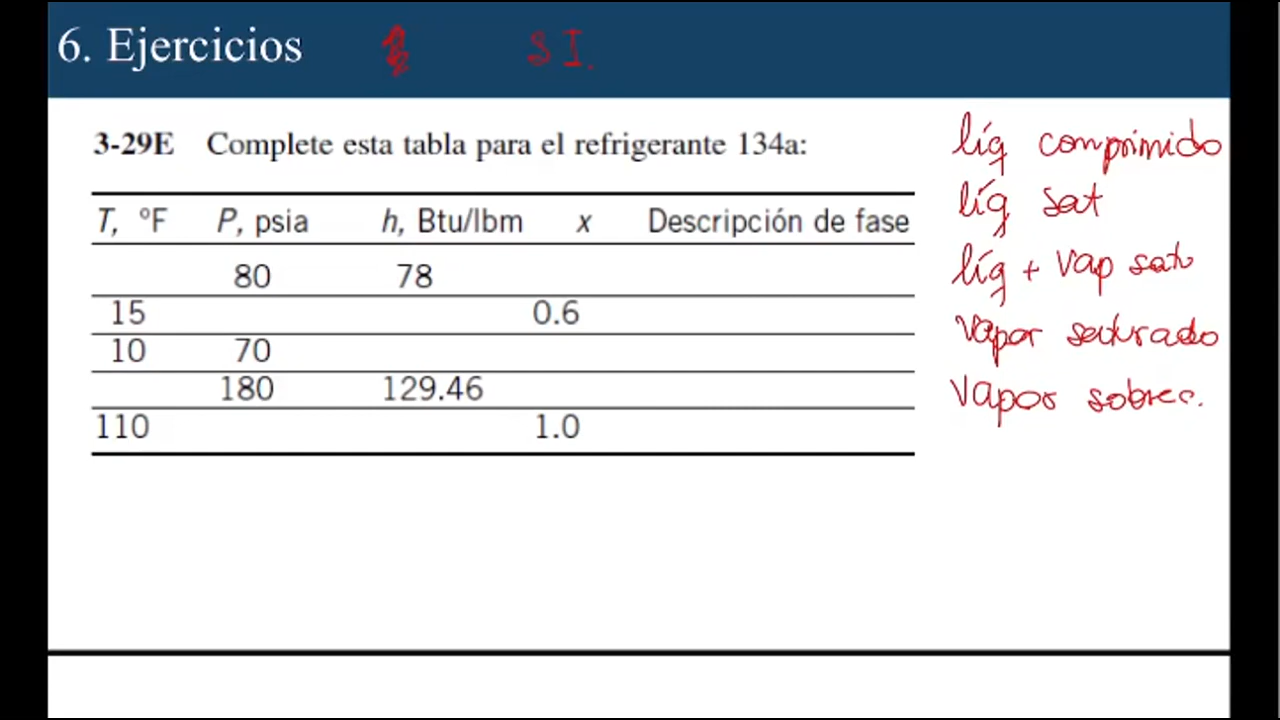 6. Ejercicios SI.
3-29E Complete esta tabla para el refrigerante 134a:
T, ºF P, psia h, Btu/lbm x Descripción de fase
80 78
15 0.6
10 70
180 129.46
110 1.0
líq comprimido
líq sat
líq + vap sat
vapor saturado
vapor sobrec.